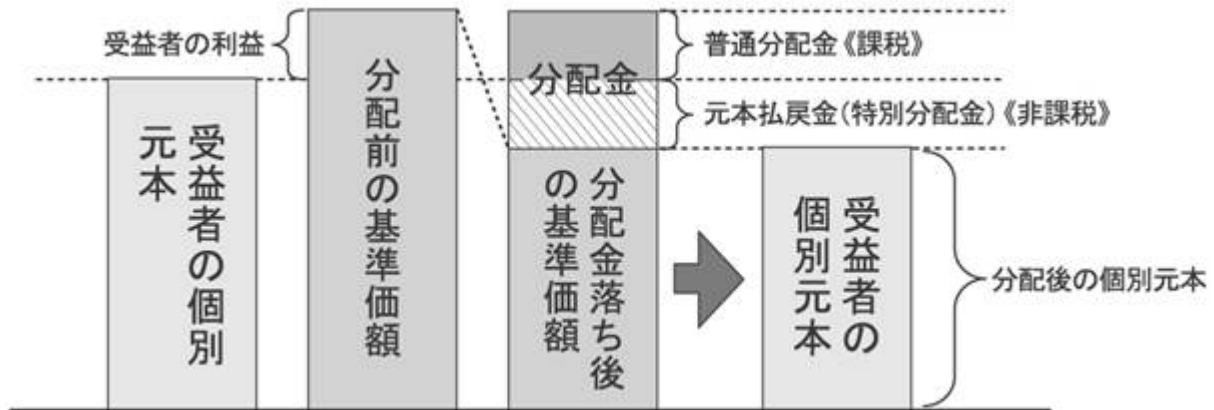 受益者の利益
普通分配金《課税》
元本払戻金(特別分配金)《非課税》
受益者の個別
元本
分配前の基準価額
分配金
分配金落ち後
の基準価額
受益者の
個別元本
分配後の個別元本